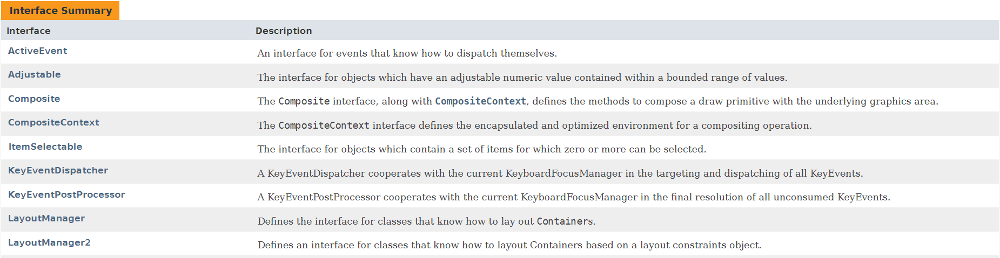 Interface Summary
Interface Description
ActiveEvent An interface for events that know how to dispatch themselves.
Adjustable The interface for objects which have an adjustable numeric value contained within a bounded range of values.
Composite The Composite interface, along with CompositeContext, defines the methods to compose a draw primitive with the underlying graphics area.
CompositeContext The CompositeContext interface defines the encapsulated and optimized environment for a compositing operation.
ItemSelectable The interface for objects which contain a set of items for which zero or more can be selected.
KeyEventDispatcher A KeyEventDispatcher cooperates with the current KeyboardFocusManager in the targeting and dispatching of all KeyEvents.
KeyEventPostProcessor A KeyEventPostProcessor cooperates with the current KeyboardFocusManager in the final resolution of all unconsumed KeyEvents.
LayoutManager Defines the interface for classes that know how to lay out Containers.
LayoutManager2 Defines an interface for classes that know how to layout Containers based on a layout constraints object.